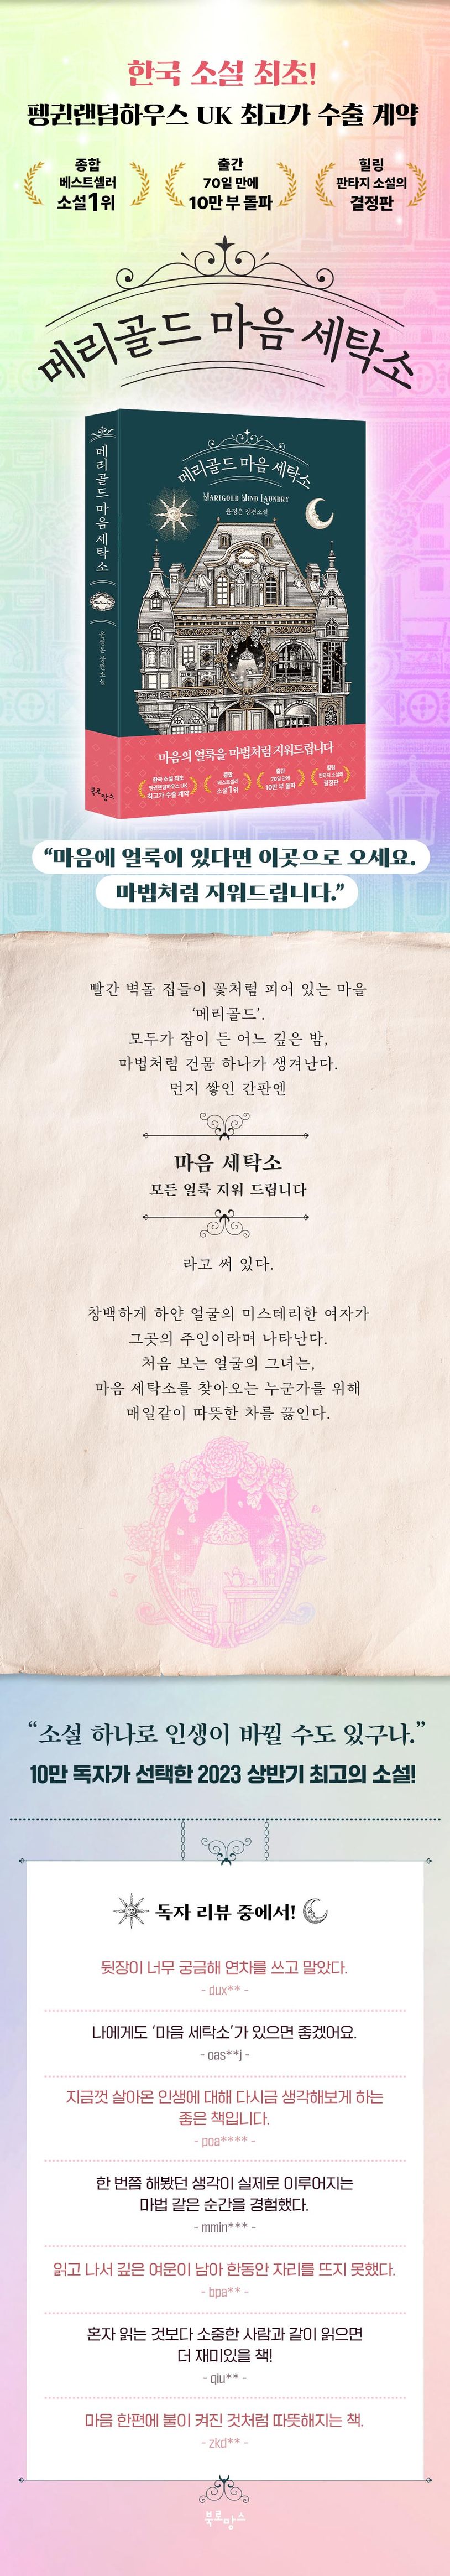 한국 소설 최초!
펭귄랜덤하우스 UK 최고가 수출 계약
종합
베스트셀러
소설1위
출간
70일 만에
10만 부 돌파
힐링
판타지 소설의
결정판
메리골드 마음 세탁소
메리골드 마음 세탁소
윤정은 장편소설
북로망스
메리골드 마음 세탁소
MARIGOLD MIND LAUNDRY
윤정은 장편소설
마음의 얼룩을 마법처럼 지워드립니다
한국 소설 최초
펭귄랜덤하우스 UK
최고가 수출 계약
종합
베스트셀러
소설1위
출간
70일 만에
10만 부 돌파
힐링
판타지 소설의
결정판
“마음에 얼룩이 있다면 이곳으로 오세요.
마법처럼 지워드립니다.”
빨간 벽돌 집들이 꽃처럼 피어 있는 마을
‘메리골드’.
모두가 잠이 든 어느 깊은 밤,
마법처럼 건물 하나가 생겨난다.
먼지 쌓인 간판엔
마음 세탁소
모든 얼룩 지워 드립니다
라고 써 있다.
창백하게 하얀 얼굴의 미스테리한 여자가
그곳의 주인이라며 나타난다.
처음 보는 얼굴의 그녀는,
마음 세탁소를 찾아오는 누군가를 위해
매일같이 따뜻한 차를 끓인다.
“소설 하나로 인생이 바뀔 수도 있구나.”
10만 독자가 선택한 2023 상반기 최고의 소설!
독자 리뷰 중에서!
뒷장이 너무 궁금해 연차를 쓰고 말았다.
- dux** -
나에게도 ‘마음 세탁소’가 있으면 좋겠어요.
- oas**j -
지금껏 살아온 인생에 대해 다시금 생각해보게 하는
좋은 책입니다.
- poa**** -
한 번쯤 해봤던 생각이 실제로 이루어지는
마법 같은 순간을 경험했다.
- mmin*** -
읽고 나서 깊은 여운이 남아 한동안 자리를 뜨지 못했다.
- bpa** -
혼자 읽는 것보다 소중한 사람과 같이 읽으면
더 재미있을 책!
- qiu** -
마음 한편에 불이 켜진 것처럼 따뜻해지는 책.
- zkd** -
북로망스